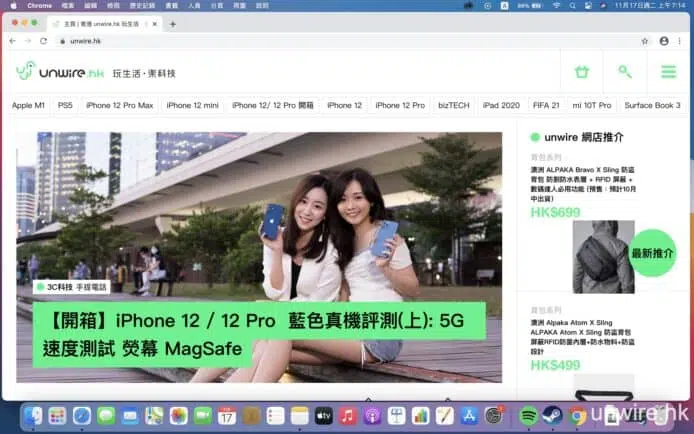 Chrome 檔案 編輯 檢視 歷史記錄 書籤 人員 分頁 視窗 說明
11月17日週二 上午7:14
主頁 | 香港 unwire.hk 玩生活
unwire.hk
unwire.hk 玩生活‧樂科技
Apple M1 PS5 iPhone 12 Pro Max iPhone 12 mini iPhone 12/ 12 Pro 開箱 iPhone 12 iPhone 12 Pro bizTECH iPad 2020 FIFA 21 mi 10T Pro Surface Book 3
3C科技 手提電話
【開箱】iPhone 12 / 12 Pro 藍色真機評測(上): 5G
速度測試 熒幕 MagSafe
unwire 網店推介
背包系列
澳洲 ALPAKA Bravo X Sling 防盜
背包 防割防水表層 + RFID 屏蔽 +
數碼達人必用功能 (預售：預計10月
中出貨)
HK$699
最新推介
背包系列
澳洲 Alpaka Atom X Sling
ALPAKA Atom X Sling 防盜背包
屏蔽RFID防盜內層+防水物料+防盜
設計
HK$499
17
unwire.hk